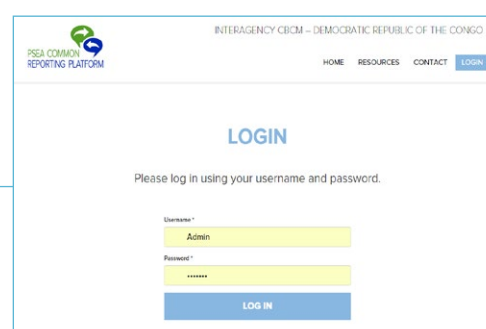 INTERAGENCY CBCM – DEMOCRATIC REPUBLIC OF THE CONGO
PSEA COMMON
REPORTING PLATFORM
HOME RESOURCES CONTACT LOGIN
LOGIN
Please log in using your username and password.
Username *
Admin
Password *
•••••••
LOG IN